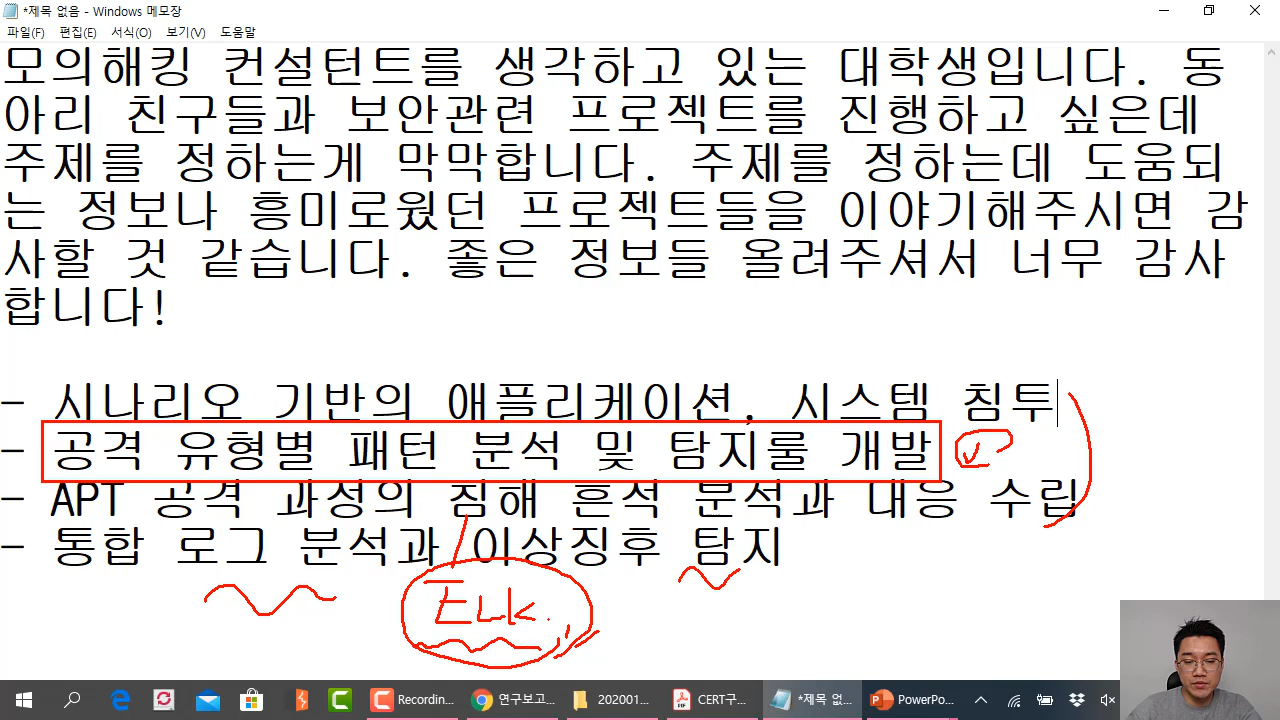 *제목 없음 - Windows 메모장
파일(F) 편집(E) 서식(O) 보기(V) 도움말
모의해킹 컨설턴트를 생각하고 있는 대학생입니다. 동
아리 친구들과 보안관련 프로젝트를 진행하고 싶은데
주제를 정하는게 막막합니다. 주제를 정하는데 도움되
는 정보나 흥미로웠던 프로젝트들을 이야기해주시면 감
사할 것 같습니다. 좋은 정보들 올려주셔서 너무 감사
합니다!
- 시나리오 기반의 애플리케이션, 시스템 침투
- 공격 유형별 패턴 분석 및 탐지룰 개발
- APT 공격 과정의 침해 흔적 분석과 대응 수립
- 통합 로그 분석과 이상징후 탐지
ELK.
Recordin... 연구보고... 202001... CERT구... *제목 없... PowerPo...